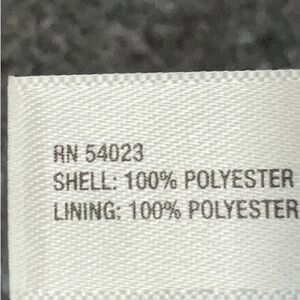 RN 54023
SHELL: 100% POLYESTER
LINING: 100% POLYESTER